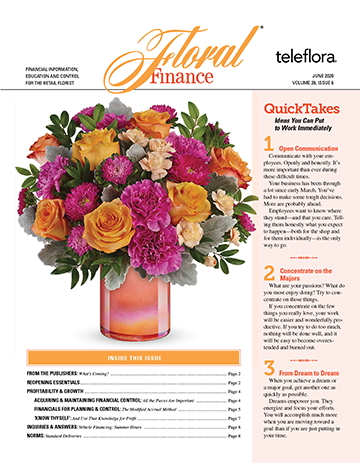 Floral
Finance
®
teleflora.
FINANCIAL INFORMATION,
EDUCATION AND CONTROL
FOR THE RETAIL FLORIST
JUNE 2020
VOLUME 39, ISSUE 6
QuickTakes
Ideas You Can Put
to Work Immediately
1 Open Communication
Communicate with your em-
ployees. Openly and honestly. It's
more important than ever during
these difficult times.
Your business has been through
a lot since early March. You've
had to make some tough decisions.
More are probably ahead.
Employees want to know where
they stand—and that you care. Tell-
ing them honestly what you expect
to happen—both for the shop and
for them individually—is the only
way to go.
2 Concentrate on the
Majors
What are your passions? What do
you most enjoy doing? Try to con-
centrate on those things.
If you concentrate on the few
things you really love, your work
will be easier and wonderfully pro-
ductive. If you try to do too much,
nothing will be done well, and it
will be easy to become overex-
tended and burned out.
3 From Dream to Dream
When you achieve a dream or
a major goal, get another one as
quickly as possible.
Dreams empower you. They
energize and focus your efforts.
You will accomplish much more
when you are moving toward a
goal than if you are just putting in
your time.
INSIDE THIS ISSUE
FROM THE PUBLISHERS: What's Coming? Page 2
REOPENING ESSENTIALS Page 2
PROFITABILITY & GROWTH Page 4
ACQUIRING & MAINTAINING FINANCIAL CONTROL: All the Pieces Are Important Page 4
FINANCIALS FOR PLANNING & CONTROL: The Modified Accrual Method Page 5
'KNOW THYSELF': And Use That Knowledge for Profit Page 7
INQUIRIES & ANSWERS: Vehicle Financing; Summer Hours Page 8
NORMS: Standard Deliveries Page 8